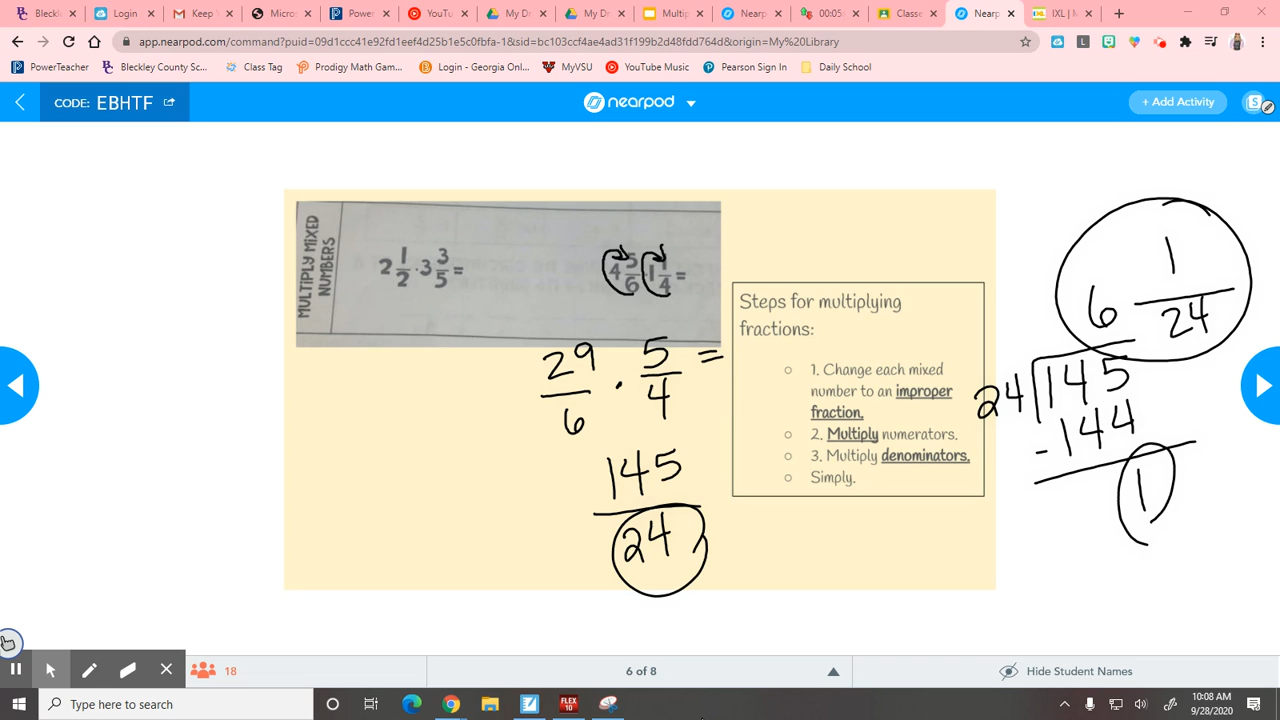 Bleckl
Login
Keep
Micros
Power
YouTu
My Dr
My Dr
Multip
Nearp
00:05
Classe
Nearp
IXL | M
app.nearpod.com/command?puid=09d1ccc41e92fd1eef4d25b1e5c0fbfa-1&sid=bc103ccf4ae4ad31f199b2d48fdd764d&origin=My%20Library
PowerTeacher
Bleckley County Sc...
Class Tag
Prodigy Math Gam...
Login - Georgia Onl...
MyVSU
YouTube Music
Pearson Sign In
Daily School
CODE: EBHTF
nearpod
+ Add Activity
MULTIPLY MIXED
NUMBERS
2 1/2 · 3 3/5 =
4 5/6 · 1 1/4 =
29/6 · 5/4 =
145/24
Steps for multiplying
fractions:
1. Change each mixed
number to an improper
fraction.
2. Multiply numerators.
3. Multiply denominators.
Simply.
6 1/24
24 145
-144
1
18
6 of 8
Hide Student Names
Type here to search
FLEX 10
10:08 AM
9/28/2020